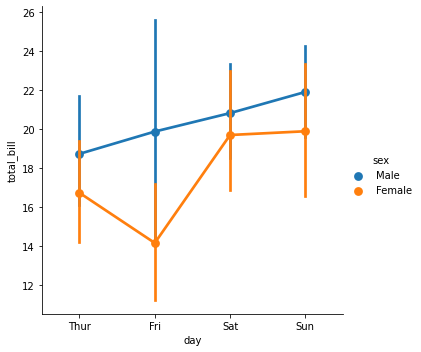 26
24
22
20
18
16
14
12
total_bill
Thur Fri Sat Sun
day
sex
Male
Female